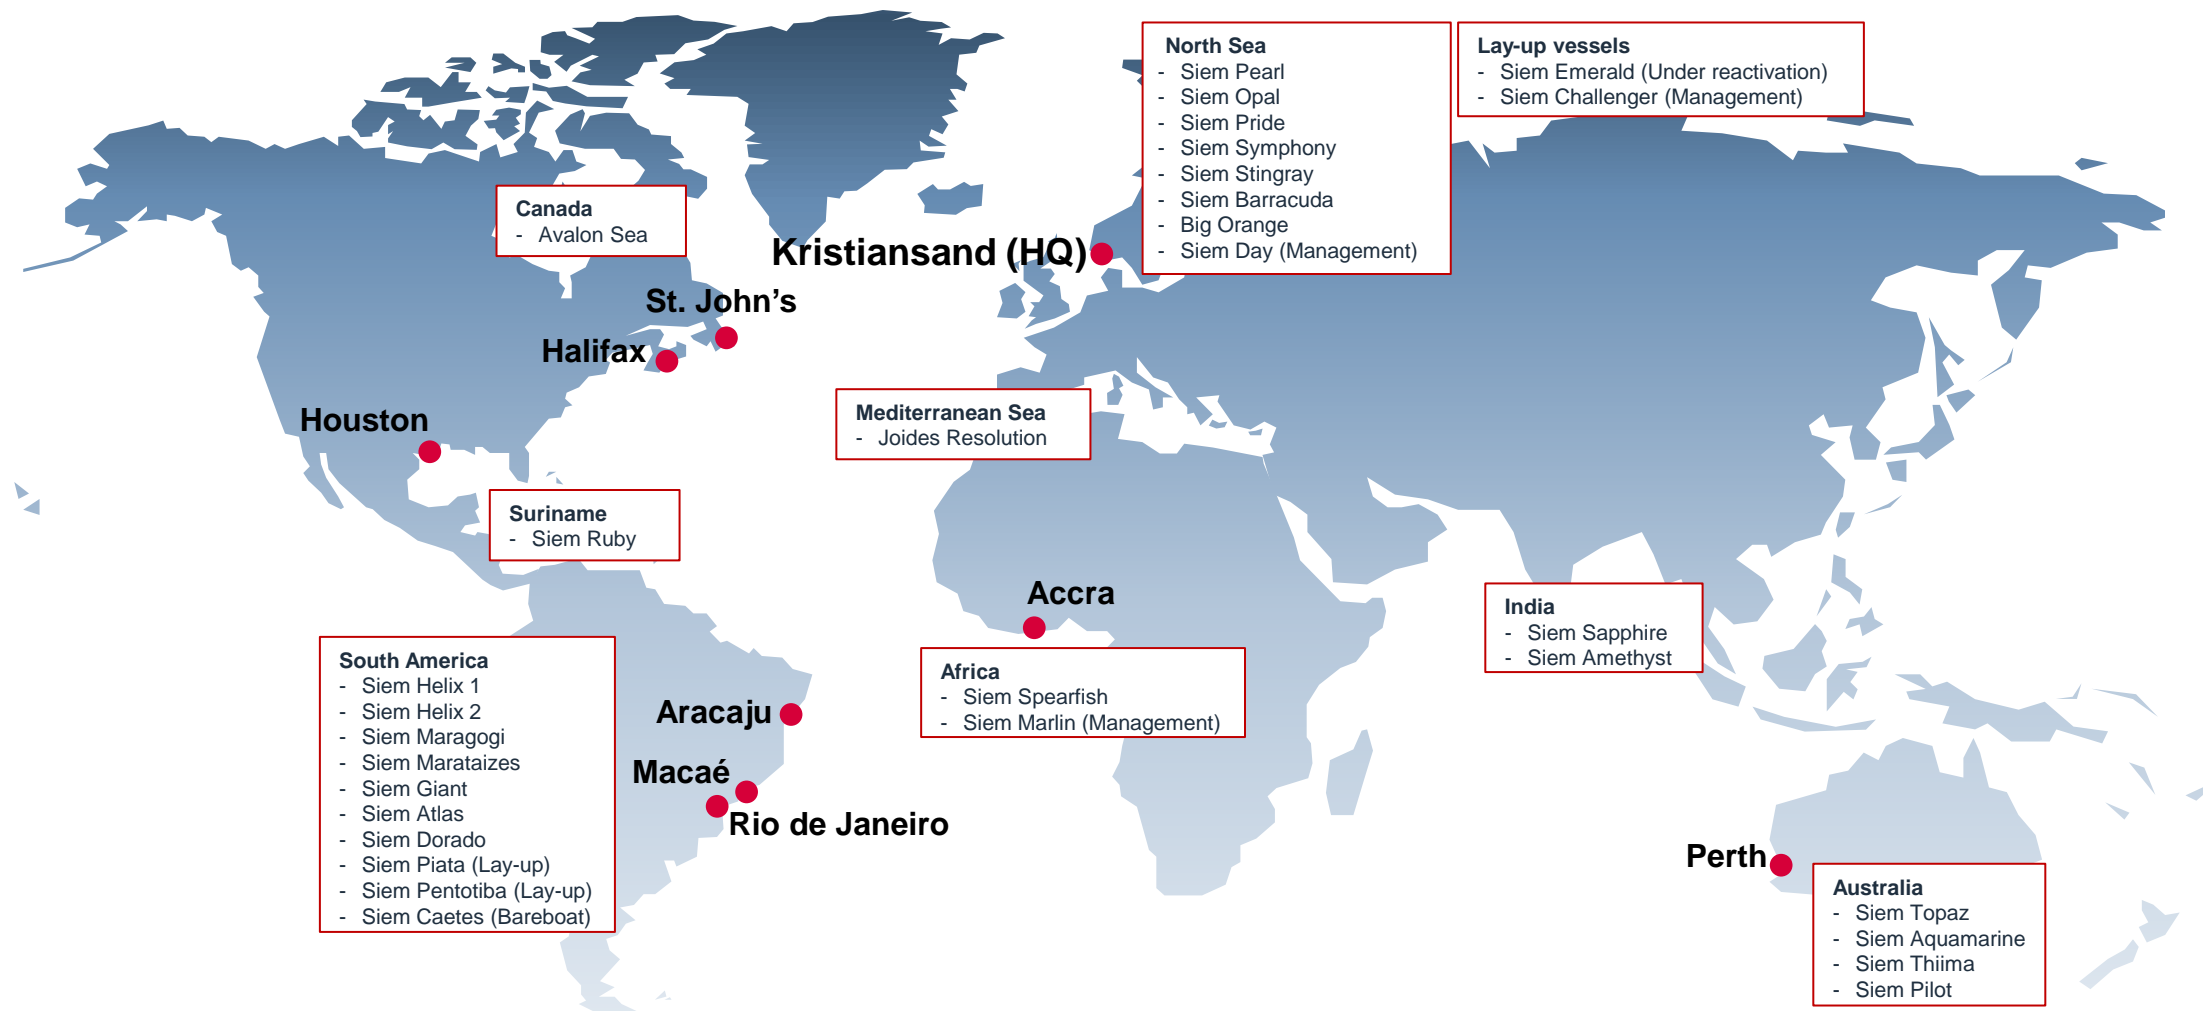 North Sea
- Siem Pearl
- Siem Opal
- Siem Pride
- Siem Symphony
- Siem Stingray
- Siem Barracuda
- Big Orange
- Siem Day (Management)
Lay-up vessels
- Siem Emerald (Under reactivation)
- Siem Challenger (Management)
Canada
- Avalon Sea
Kristiansand (HQ)
St. John’s
Halifax
Houston
Mediterranean Sea
- Joides Resolution
Suriname
- Siem Ruby
Accra
India
- Siem Sapphire
- Siem Amethyst
South America
- Siem Helix 1
- Siem Helix 2
- Siem Maragogi
- Siem Marataizes
- Siem Giant
- Siem Atlas
- Siem Dorado
- Siem Piata (Lay-up)
- Siem Pentotiba (Lay-up)
- Siem Caetes (Bareboat)
Africa
- Siem Spearfish
- Siem Marlin (Management)
Aracaju
Macaé
Rio de Janeiro
Perth
Australia
- Siem Topaz
- Siem Aquamarine
- Siem Thiima
- Siem Pilot